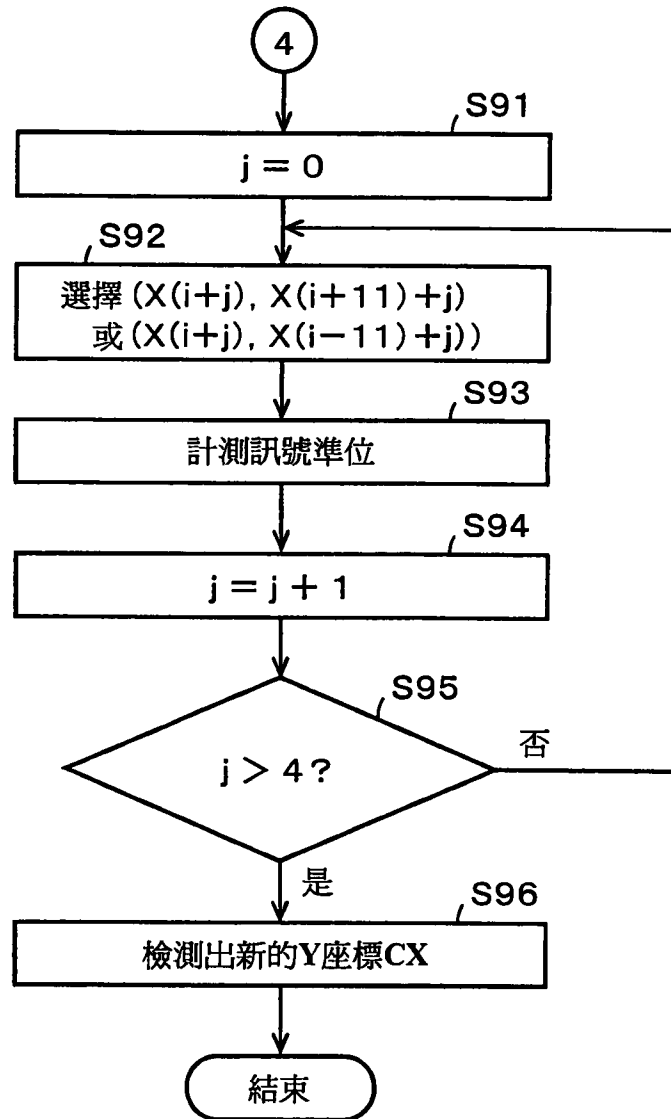 4
S91
j = 0
S92
選擇 (X(i+j), X(i+11)+j)
或 (X(i+j), X(i−11)+j))
S93
計測訊號準位
S94
j = j + 1
S95
j > 4 ?
否
是
S96
檢測出新的Y座標CX
結束